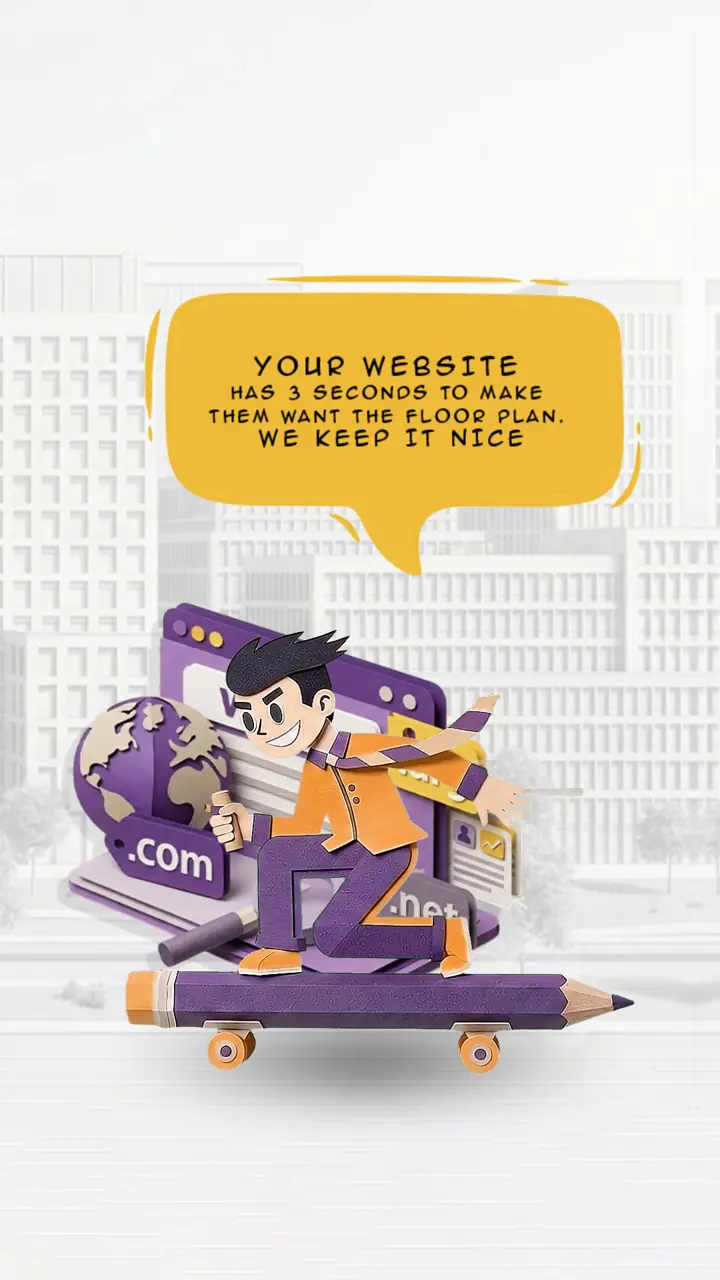 YOUR WEBSITE
HAS 3 SECONDS TO MAKE
THEM WANT THE FLOOR PLAN.
WE KEEP IT NICE
.com
.net